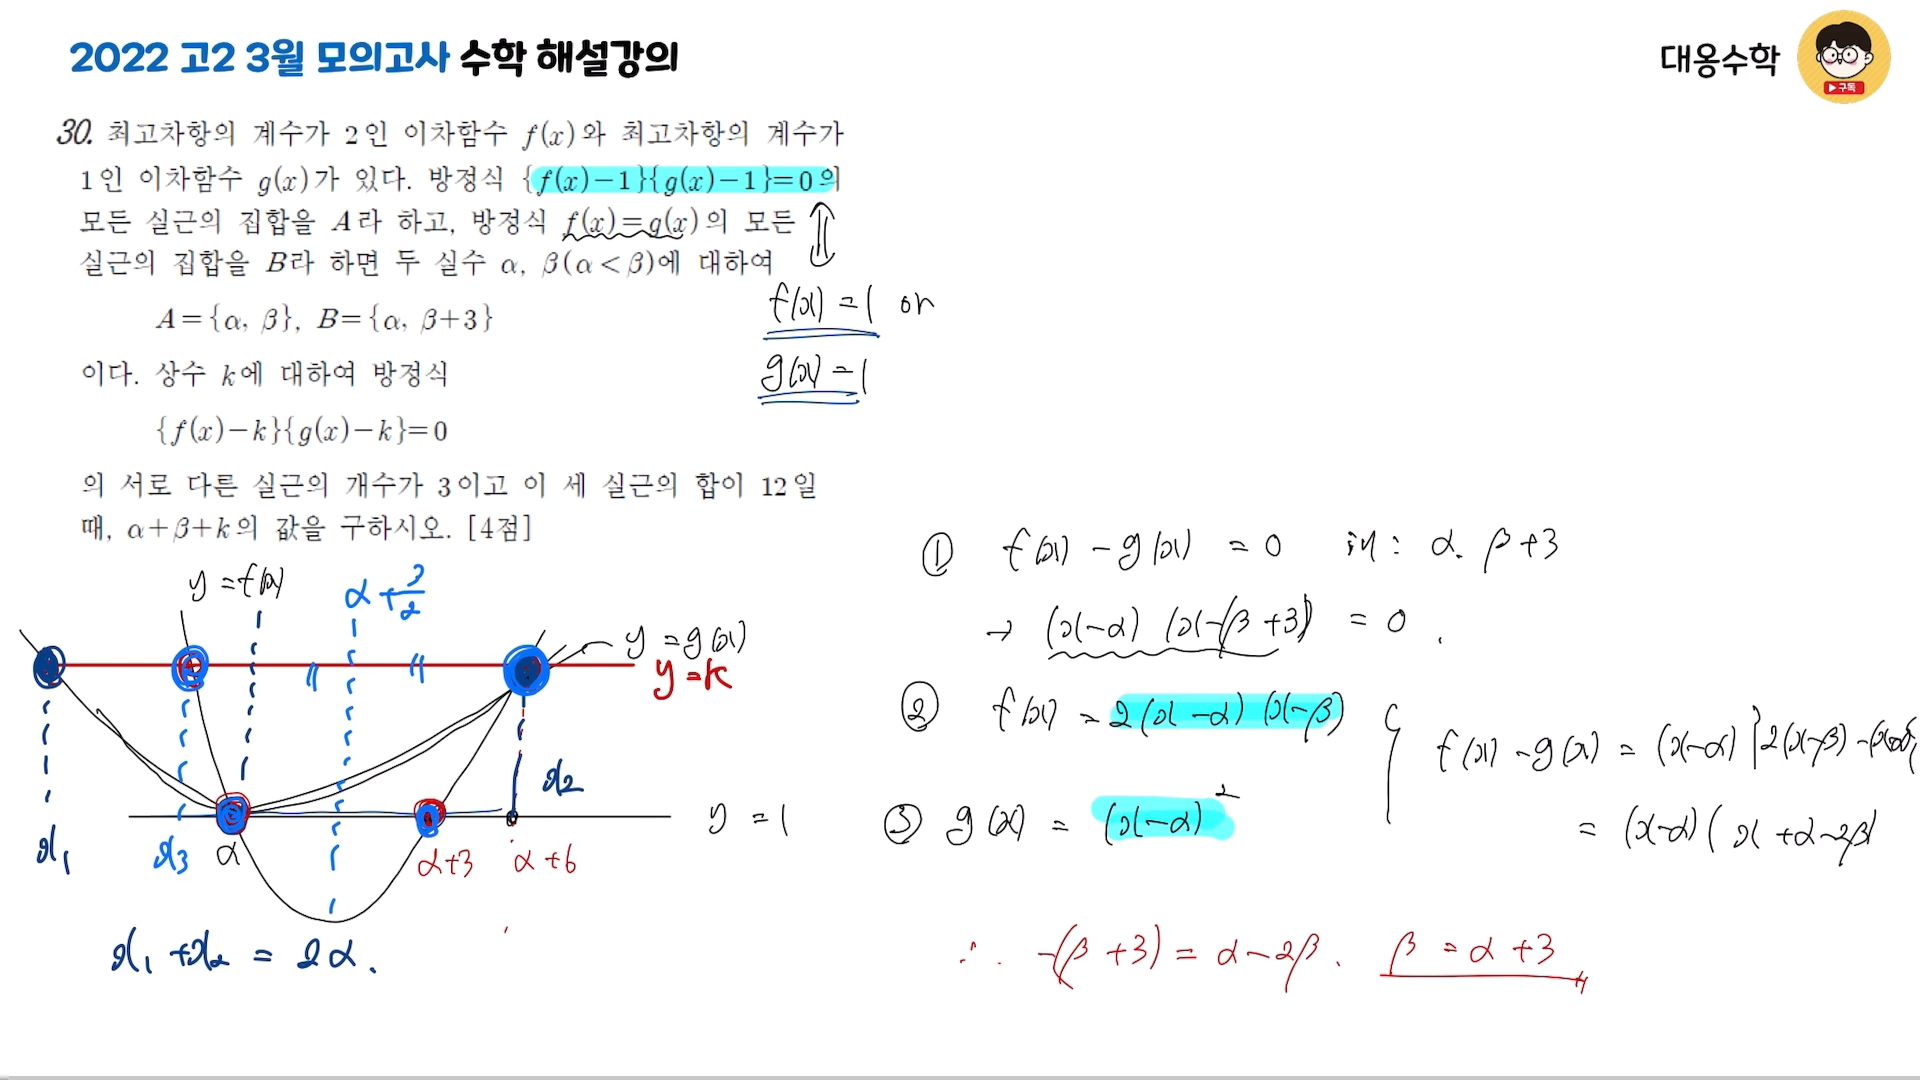 2022 고2 3월 모의고사 수학 해설강의
대옹수학
구독
30. 최고차항의 계수가 2인 이차함수 f(x)와 최고차항의 계수가
1인 이차함수 g(x)가 있다. 방정식 {f(x)-1}{g(x)-1}=0의
모든 실근의 집합을 A라 하고, 방정식 f(x)=g(x)의 모든
실근의 집합을 B라 하면 두 실수 α, β(α<β)에 대하여
A={α, β}, B={α, β+3}
이다. 상수 k에 대하여 방정식
{f(x)-k}{g(x)-k}=0
의 서로 다른 실근의 개수가 3이고 이 세 실근의 합이 12일
때, α+β+k의 값을 구하시오. [4점]
f(x)=1 or
g(x)=1
y=f(x)
α+3/2
y=g(x)
y=k
x₂
y=1
x₁
x₃
α
α+3
α+6
x₁+x₂=2α.
① f(x)-g(x)=0 해: α. β+3
→ (x-α)(x-(β+3))=0.
② f(x)=2(x-α)(x-β)
③ g(x)=(x-α)²
f(x)-g(x)=(x-α){2(x-β)-(x-α)}
=(x-α)(x+α-2β)
∴ -(β+3)=α-2β. β=α+3